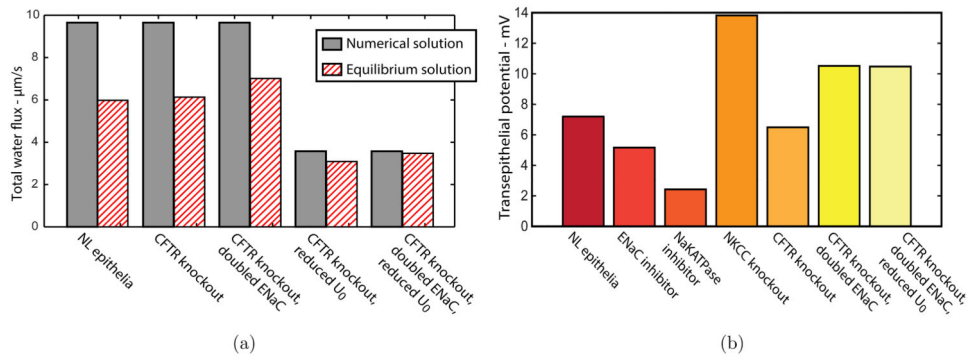 10
8
6
4
2
0
Total water flux - μm/s
Numerical solution
Equilibrium solution
NL epithelia
CFTR knockout
CFTR knockout,
doubled ENaC
CFTR knockout,
reduced U0
CFTR knockout,
doubled ENaC,
reduced U0
(a)
14
12
10
8
6
4
2
0
Transepithelial potential - mV
NL epithelia
ENaC inhibitor
NaKATPase
inhibitor
NKCC knockout
CFTR knockout
CFTR knockout,
doubled ENaC
CFTR knockout,
doubled ENaC,
reduced U0
(b)